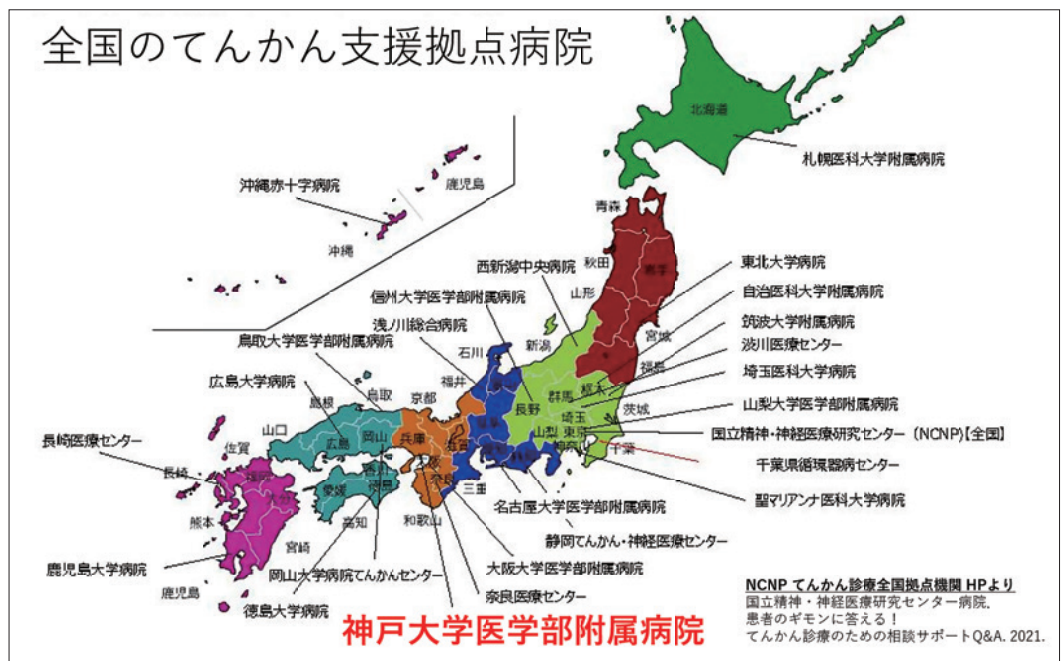 全国のてんかん支援拠点病院
北海道
札幌医科大学附属病院
沖縄赤十字病院
鹿児島
沖縄
青森
秋田
岩手
山形
宮城
福島
東北大学病院
自治医科大学附属病院
筑波大学附属病院
渋川医療センター
埼玉医科大学病院
山梨大学医学部附属病院
国立精神・神経医療研究センター（NCNP）【全国】
千葉県循環器病センター
聖マリアンナ医科大学病院
西新潟中央病院
信州大学医学部附属病院
浅ノ川総合病院
鳥取大学医学部附属病院
広島大学病院
長崎医療センター
新潟
石川
福井
群馬
栃木
茨城
長野
埼玉
山梨
東京
千葉
京都
鳥取
島根
兵庫
滋賀
岡山
広島
山口
佐賀
長崎
福岡
大分
香川
徳島
愛媛
高知
奈良
三重
和歌山
熊本
宮崎
鹿児島
名古屋大学医学部附属病院
静岡てんかん・神経医療センター
大阪大学医学部附属病院
奈良医療センター
岡山大学病院てんかんセンター
徳島大学病院
鹿児島大学病院
神戸大学医学部附属病院
NCNP てんかん診療全国拠点機関 HPより
国立精神・神経医療研究センター病院.
患者のギモンに答える！
てんかん診療のための相談サポートQ&A. 2021.